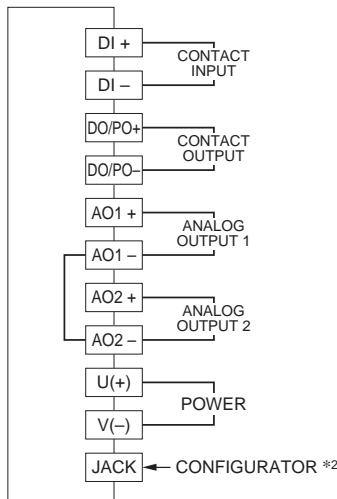 DI +
CONTACT
INPUT
DI –
DO/PO+
CONTACT
OUTPUT
DO/PO–
AO1 +
ANALOG
OUTPUT 1
AO1 –
AO2 +
ANALOG
OUTPUT 2
AO2 –
U(+)
POWER
V(–)
JACK CONFIGURATOR *2